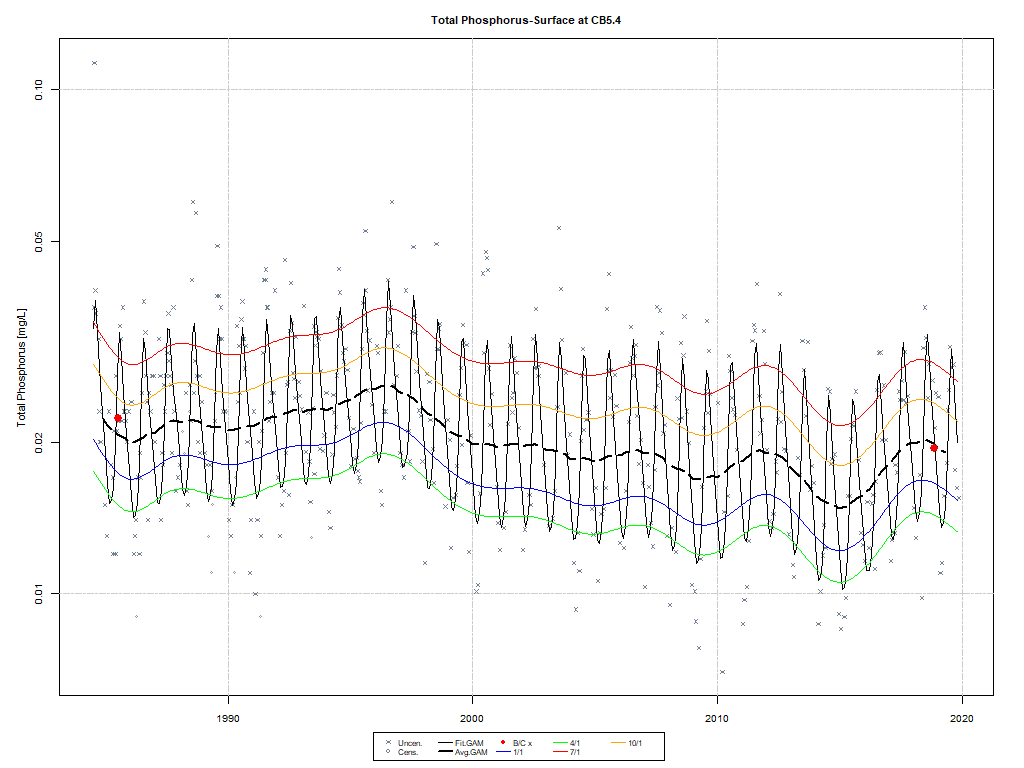 Total Phosphorus-Surface at CB5.4
Total Phosphorus [mg/L]
0.10
0.05
0.02
0.01
1990 2000 2010 2020
Uncen. Fit.GAM B/C x 4/1 10/1
Cens. Avg.GAM 1/1 7/1